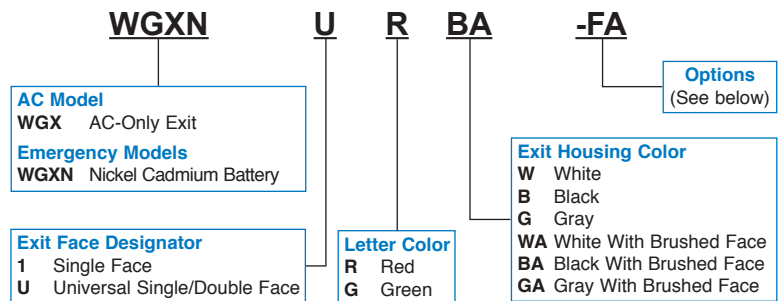 WGXN U R BA -FA
Options
(See below)
AC Model
WGX AC-Only Exit
Emergency Models
WGXN Nickel Cadmium Battery
Exit Housing Color
W White
B Black
G Gray
WA White With Brushed Face
BA Black With Brushed Face
GA Gray With Brushed Face
Exit Face Designator
1 Single Face
U Universal Single/Double Face
Letter Color
R Red
G Green